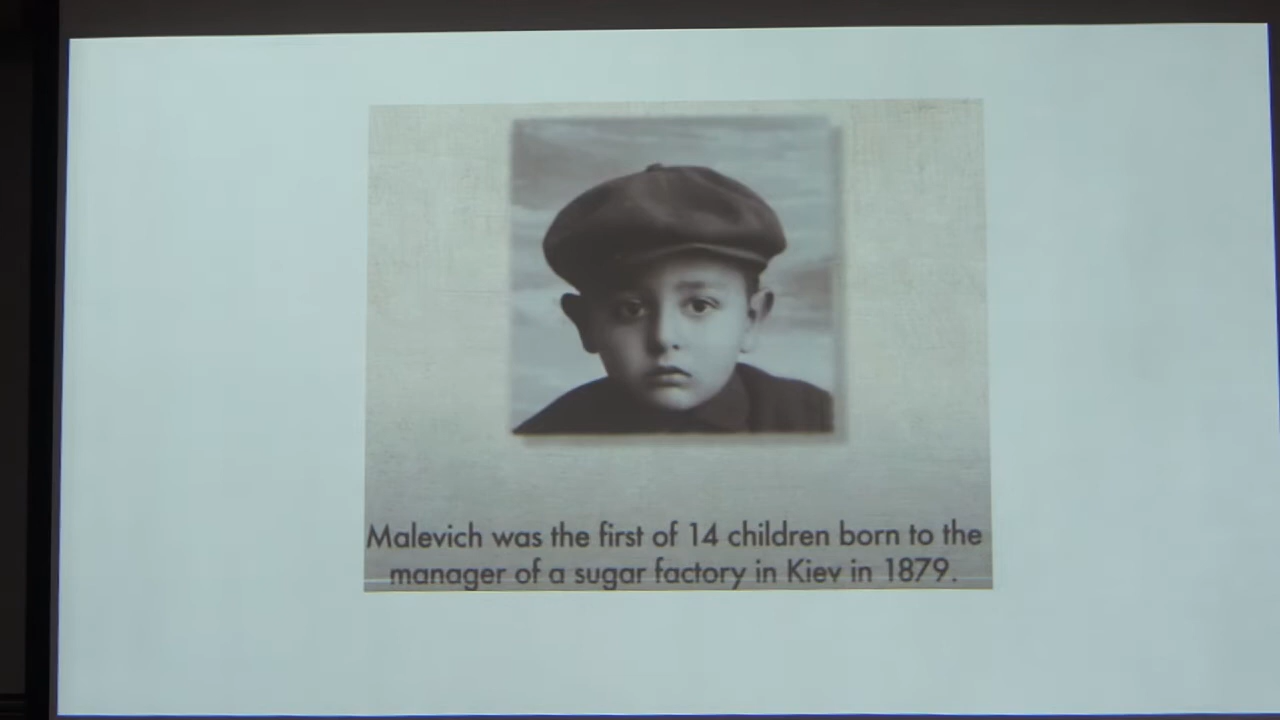 Malevich was the first of 14 children born to the
manager of a sugar factory in Kiev in 1879.